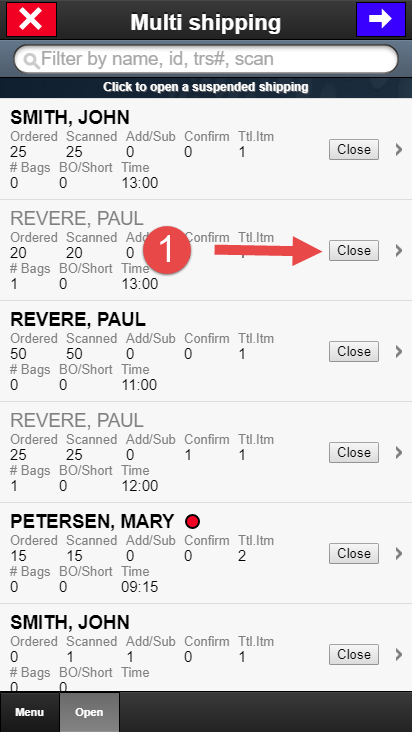 Multi shipping
Filter by name, id, trs#, scan
Click to open a suspended shipping
SMITH, JOHN
Ordered Scanned Add/Sub Confirm Ttl.Itm
25 25 0 0 1
Close
# Bags BO/Short Time
0 0 13:00
REVERE, PAUL
Ordered Scanned Add/Sub Confirm Ttl.Itm
20 20 0
1
Close
# Bags BO/Short Time
1 0 13:00
REVERE, PAUL
Ordered Scanned Add/Sub Confirm Ttl.Itm
50 50 0 0 1
Close
# Bags BO/Short Time
0 0 11:00
REVERE, PAUL
Ordered Scanned Add/Sub Confirm Ttl.Itm
25 25 0 1 1
Close
# Bags BO/Short Time
1 0 12:00
PETERSEN, MARY
Ordered Scanned Add/Sub Confirm Ttl.Itm
15 15 0 0 2
Close
# Bags BO/Short Time
0 0 09:15
SMITH, JOHN
Ordered Scanned Add/Sub Confirm Ttl.Itm
0 1 1 0 1
Close
# Bags BO/Short Time
0 0
Menu Open